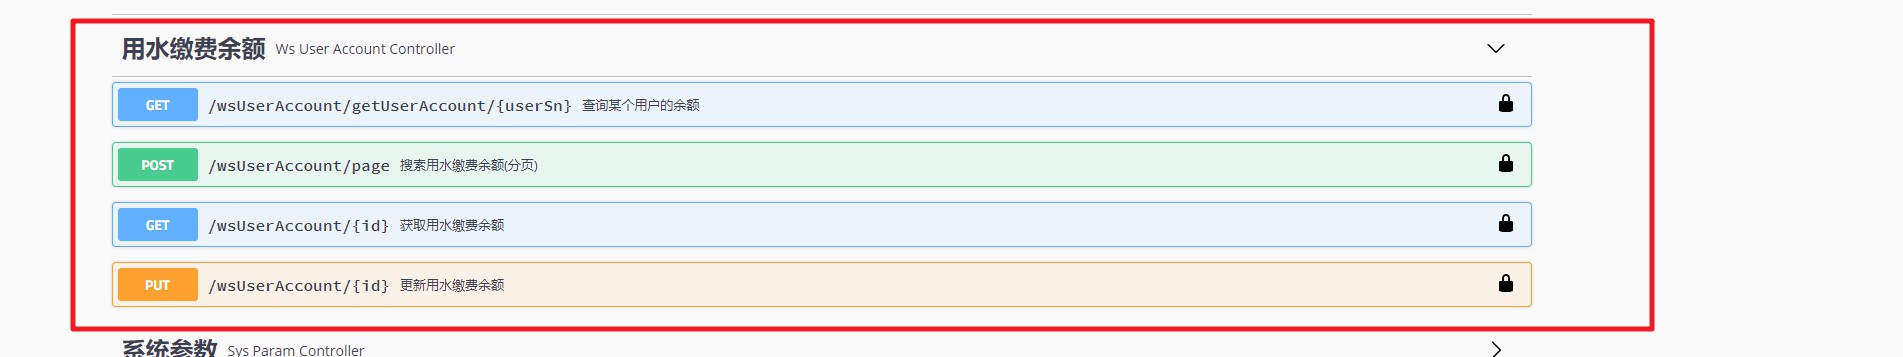 用水缴费余额 Ws User Account Controller
GET /wsUserAccount/getUserAccount/{userSn} 查询某个用户的余额
POST /wsUserAccount/page 搜索用水缴费余额(分页)
GET /wsUserAccount/{id} 获取用水缴费余额
PUT /wsUserAccount/{id} 更新用水缴费余额
系统参数 Sys Param Controller